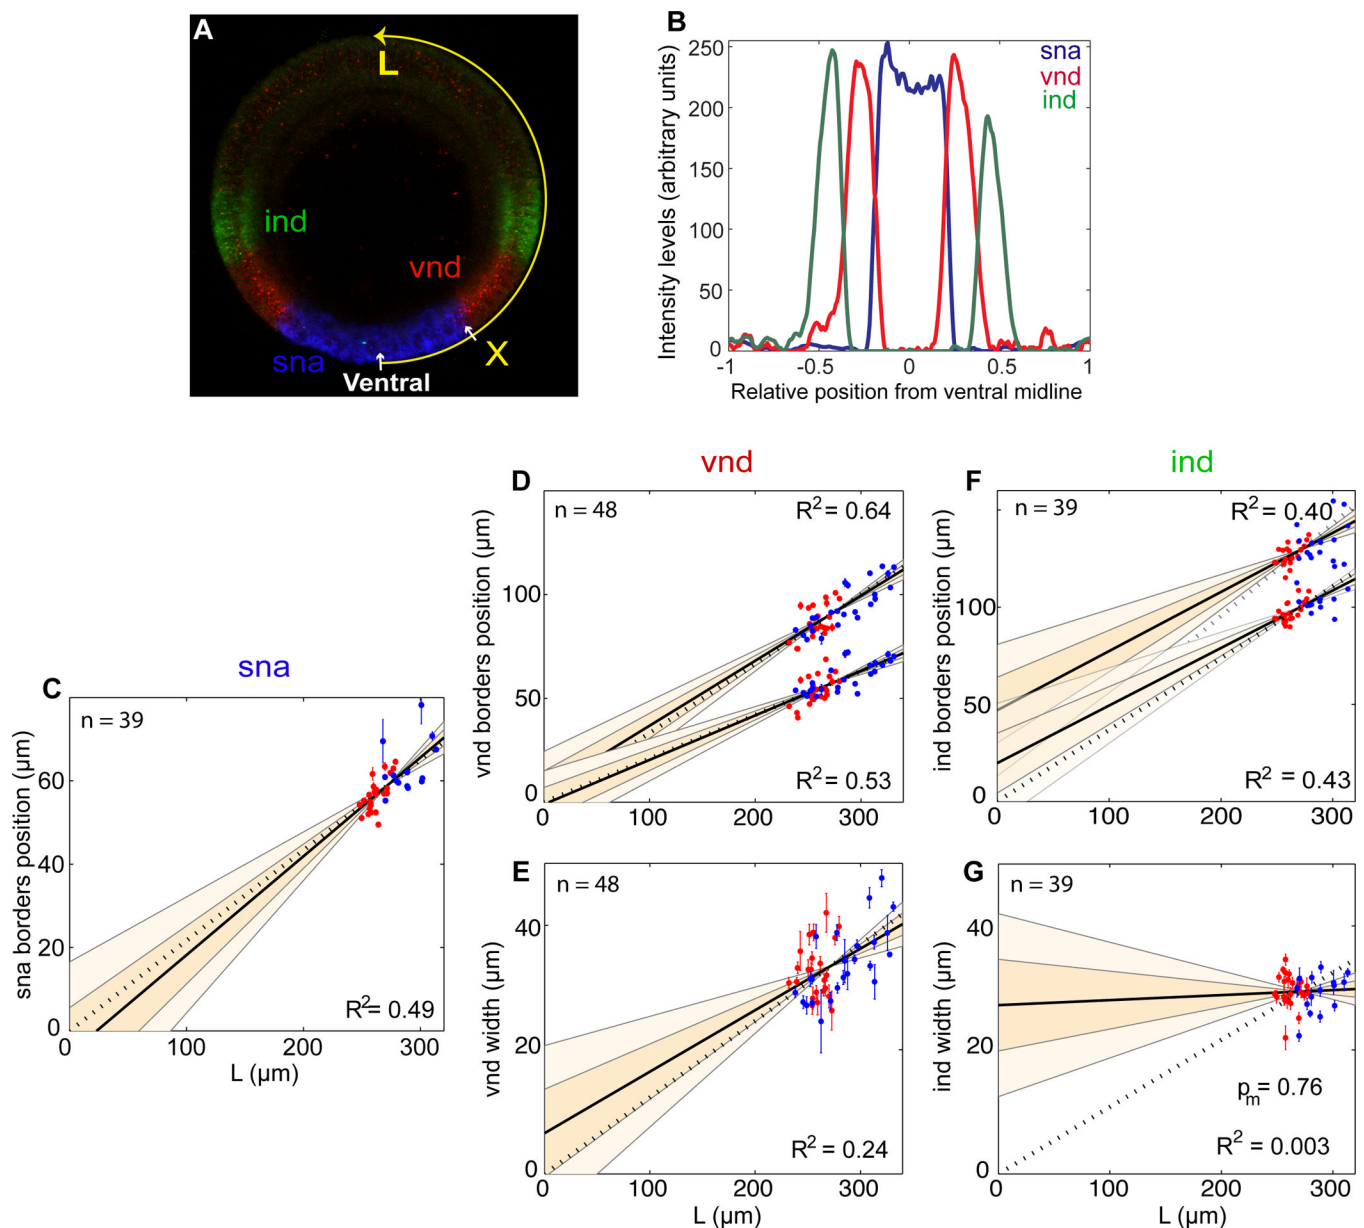 A
L
ind
vnd
sna
X
Ventral
B
sna
vnd
ind
Intensity levels (arbitrary units)
250
200
150
100
50
0
-1
-0.5
0
0.5
1
Relative position from ventral midline
sna
C
n = 39
R² = 0.49
sna borders position (µm)
60
40
20
0
0
100
200
300
L (µm)
vnd
D
n = 48
R² = 0.64
R² = 0.53
vnd borders position (µm)
100
50
0
0
100
200
300
E
n = 48
R² = 0.24
vnd width (µm)
40
20
0
0
100
200
300
L (µm)
ind
F
n = 39
R² = 0.40
R² = 0.43
ind borders position (µm)
100
0
0
100
200
300
G
n = 39
pm = 0.76
R² = 0.003
ind width (µm)
40
20
0
0
100
200
300
L (µm)